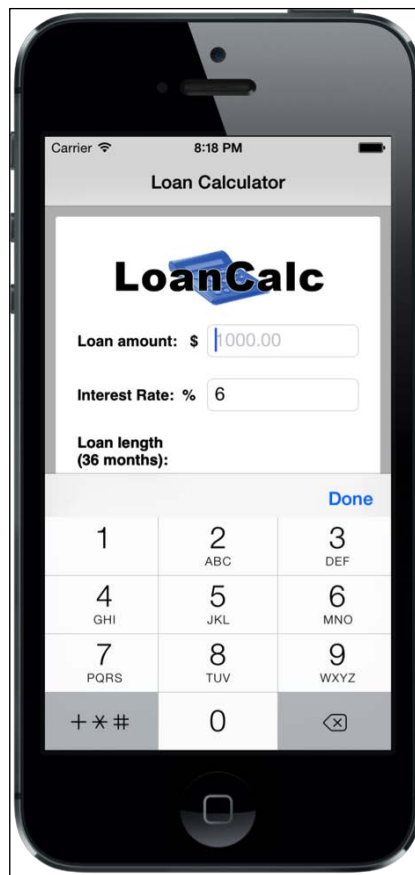 Carrier 8:18 PM
Loan Calculator
LoanCalc
Loan amount: $ 1000.00
Interest Rate: % 6
Loan length
(36 months):
Done
1 2 3
ABC DEF
4 5 6
GHI JKL MNO
7 8 9
PQRS TUV WXYZ
+*# 0